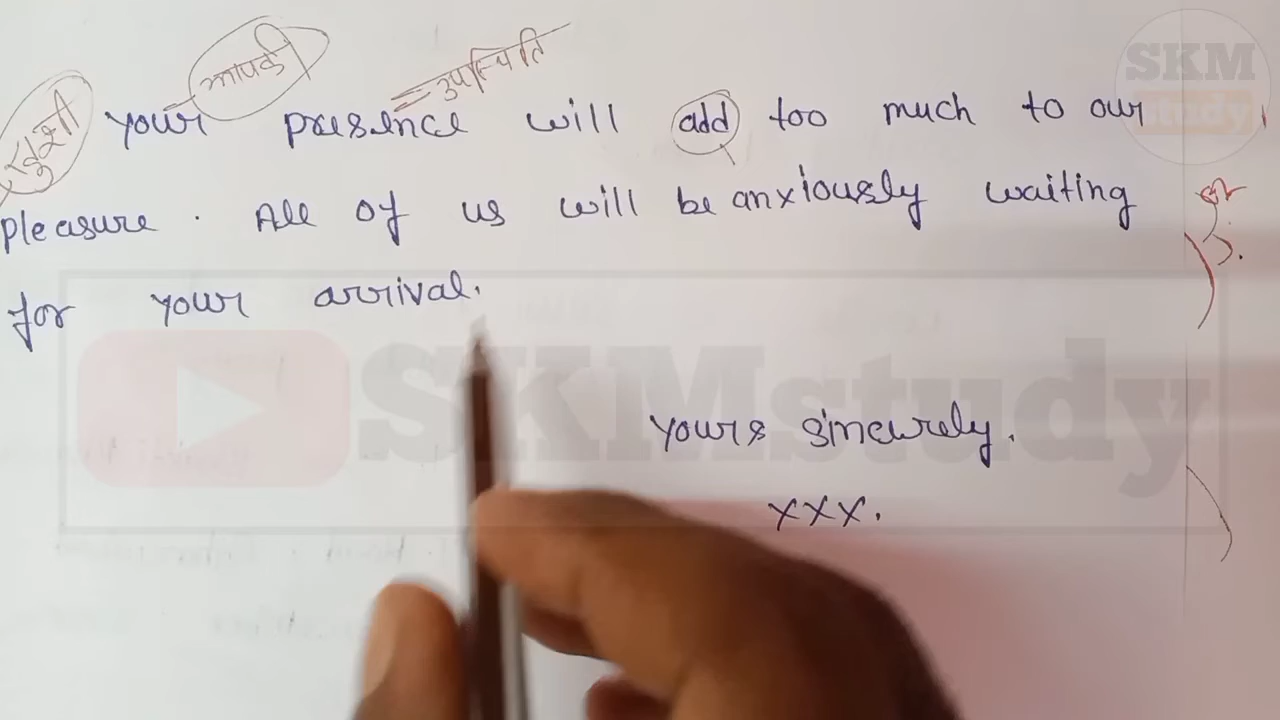 आपकी
उपस्थिति
your presence will add too much to our
pleasure. All of us will be anxiously waiting
for your arrival.
Yours sincerely.
XXX.
SKM
study
SKMstudy